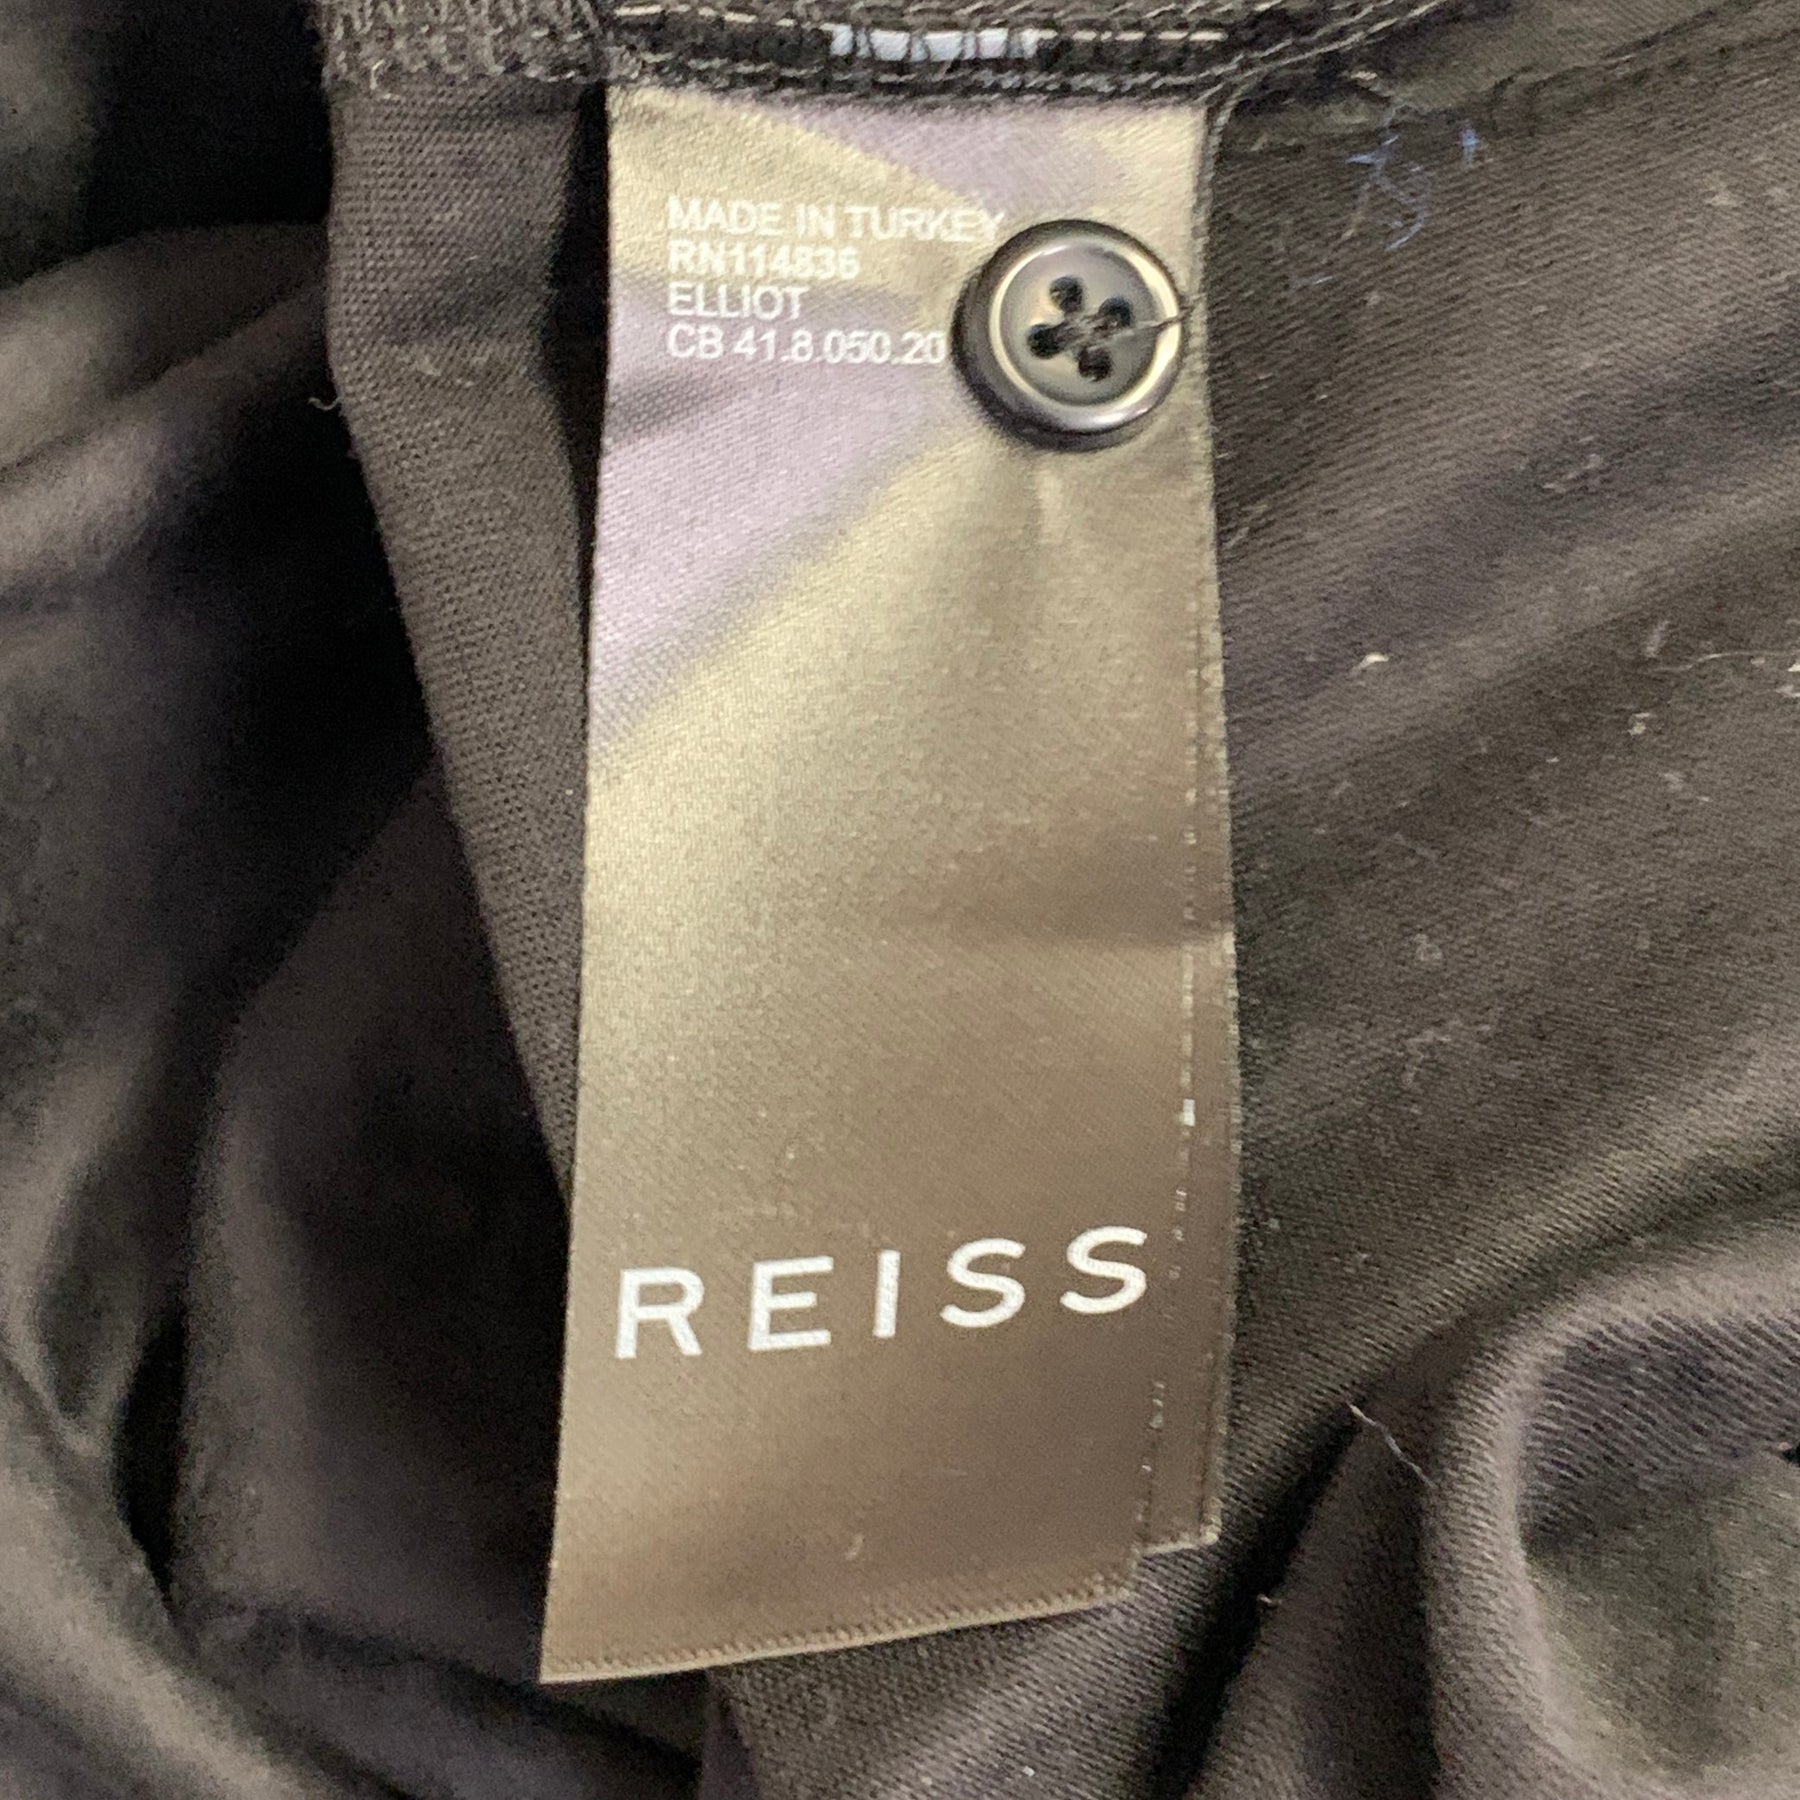 MADE IN TURKEY
RN114836
ELLIOT
CB 41.8.050.20
REISS